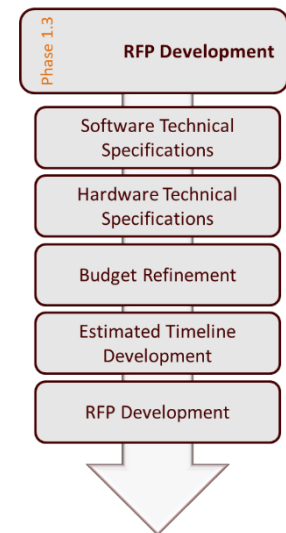 Phase 1.3
RFP Development
Software Technical
Specifications
Hardware Technical
Specifications
Budget Refinement
Estimated Timeline
Development
RFP Development